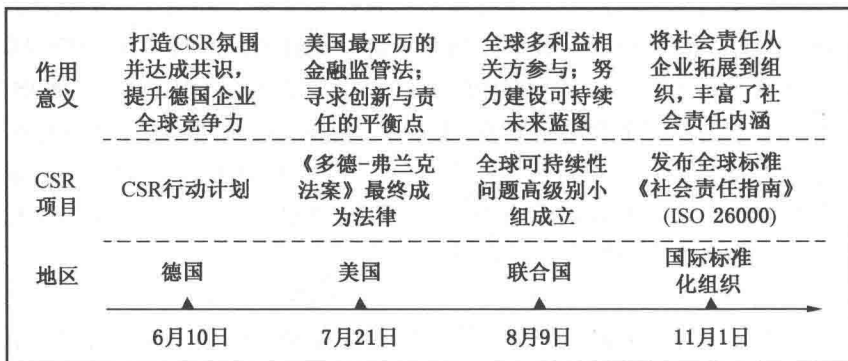 作用
意义
打造CSR氛围
并达成共识，
提升德国企业
全球竞争力
美国最严厉的
金融监管法；
寻求创新与责
任的平衡点
全球多利益相
关方参与；努
力建设可持续
未来蓝图
将社会责任从
企业拓展到组
织，丰富了社
会责任内涵
CSR
项目
CSR行动计划
《多德-弗兰克
法案》最终成
为法律
全球可持续性
问题高级别小
组成立
发布全球标准
《社会责任指南》
(ISO 26000)
地区
德国
美国
联合国
国际标准
化组织
6月10日
7月21日
8月9日
11月1日